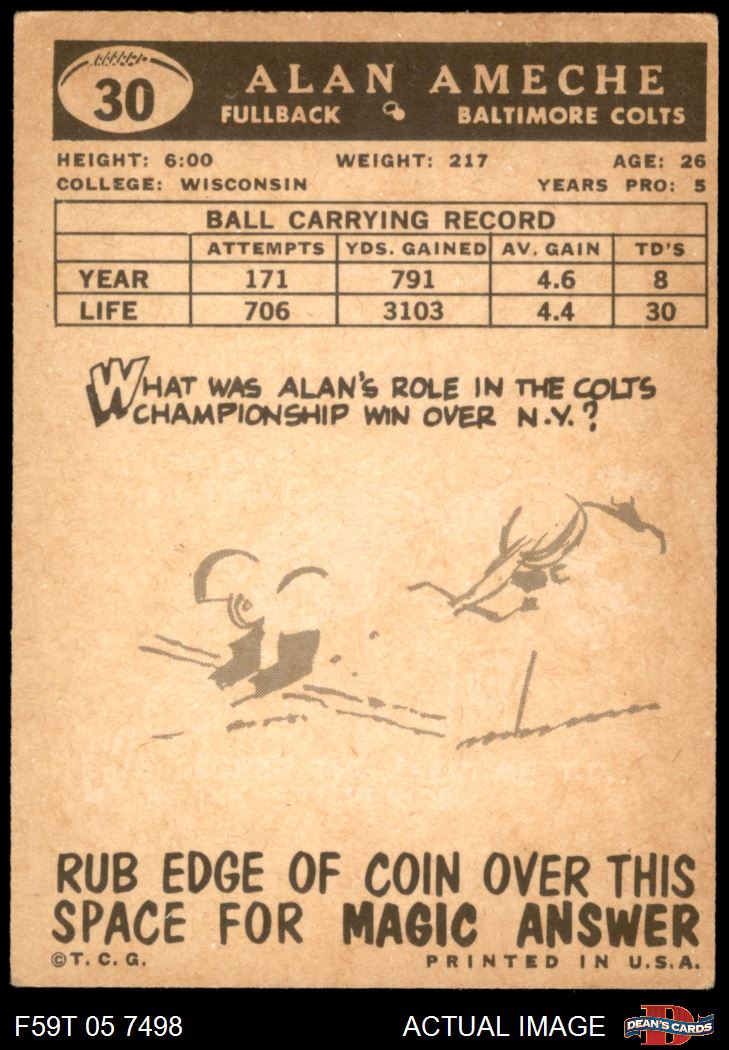 30
ALAN AMECHE
FULLBACK BALTIMORE COLTS
HEIGHT: 6:00 WEIGHT: 217 AGE: 26
COLLEGE: WISCONSIN YEARS PRO: 5
BALL CARRYING RECORD
ATTEMPTS YDS. GAINED AV. GAIN TD'S
YEAR 171 791 4.6 8
LIFE 706 3103 4.4 30
WHAT WAS ALAN'S ROLE IN THE COLTS
CHAMPIONSHIP WIN OVER N.Y.?
RUB EDGE OF COIN OVER THIS
SPACE FOR MAGIC ANSWER
©T.C.G. PRINTED IN U.S.A.
F59T 05 7498 ACTUAL IMAGE D DEAN'S CARDS